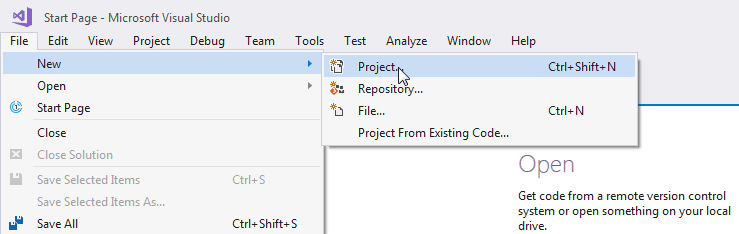 Start Page - Microsoft Visual Studio
File Edit View Project Debug Team Tools Test Analyze Window Help
New
Open
Start Page
Close
Close Solution
Save Selected Items Ctrl+S
Save Selected Items As...
Save All Ctrl+Shift+S
Project... Ctrl+Shift+N
Repository...
File... Ctrl+N
Project From Existing Code...
Open
Get code from a remote version control
system or open something on your local
drive.